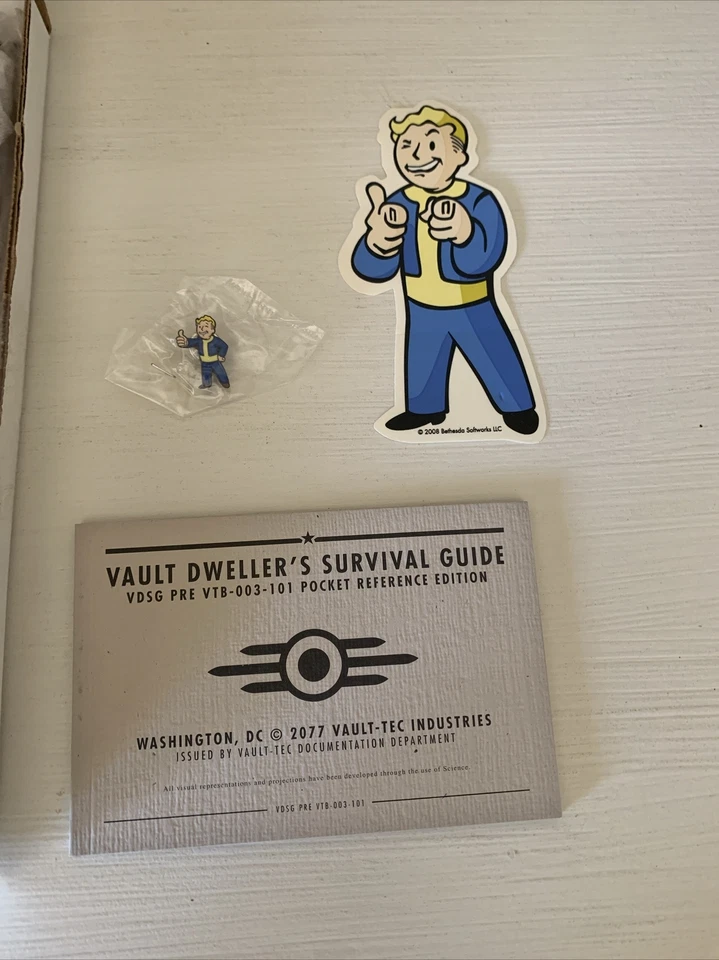 © 2008 Bethesda Softworks LLC
VAULT DWELLER'S SURVIVAL GUIDE
VDSG PRE VTB-003-101 POCKET REFERENCE EDITION
WASHINGTON, DC © 2077 VAULT-TEC INDUSTRIES
ISSUED BY VAULT-TEC DOCUMENTATION DEPARTMENT
All visual representations and projections have been developed through the use of Science.
VDSG PRE VTB-003-101